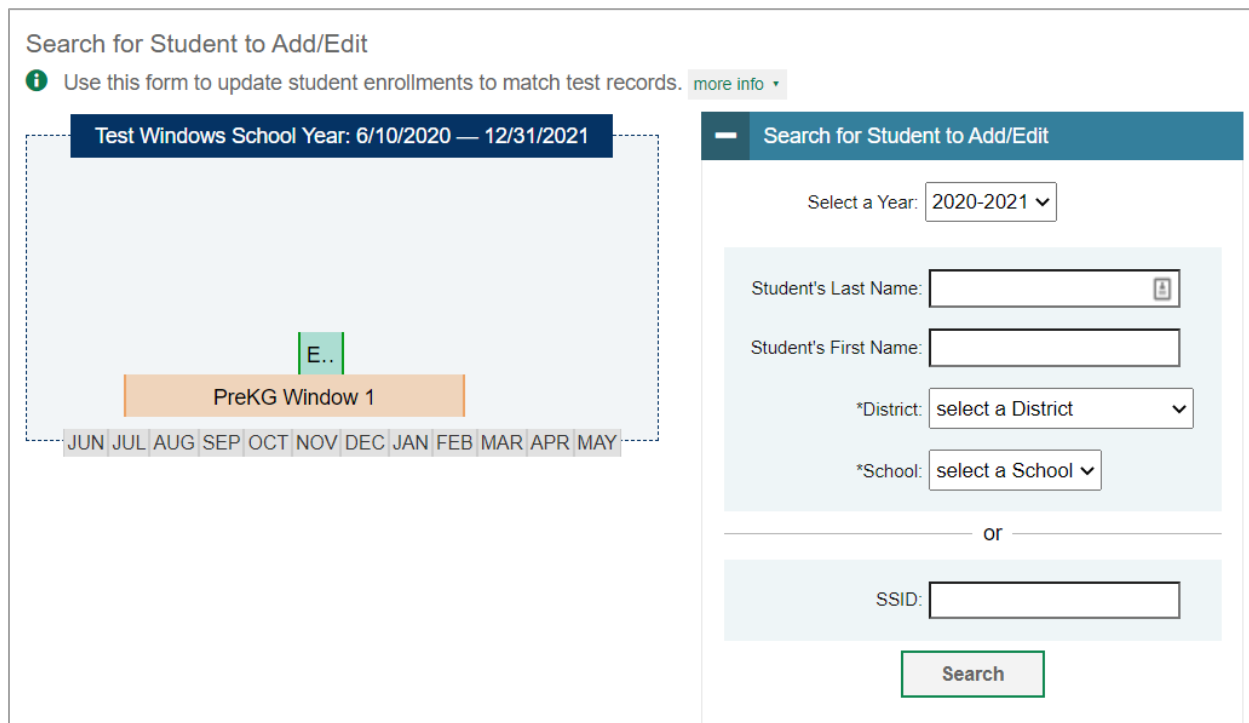 Search for Student to Add/Edit
Use this form to update student enrollments to match test records. more info
Test Windows School Year: 6/10/2020 — 12/31/2021
E..
PreKG Window 1
JUN JUL AUG SEP OCT NOV DEC JAN FEB MAR APR MAY
Search for Student to Add/Edit
Select a Year: 2020-2021
Student's Last Name:
Student's First Name:
*District: select a District
*School: select a School
or
SSID:
Search